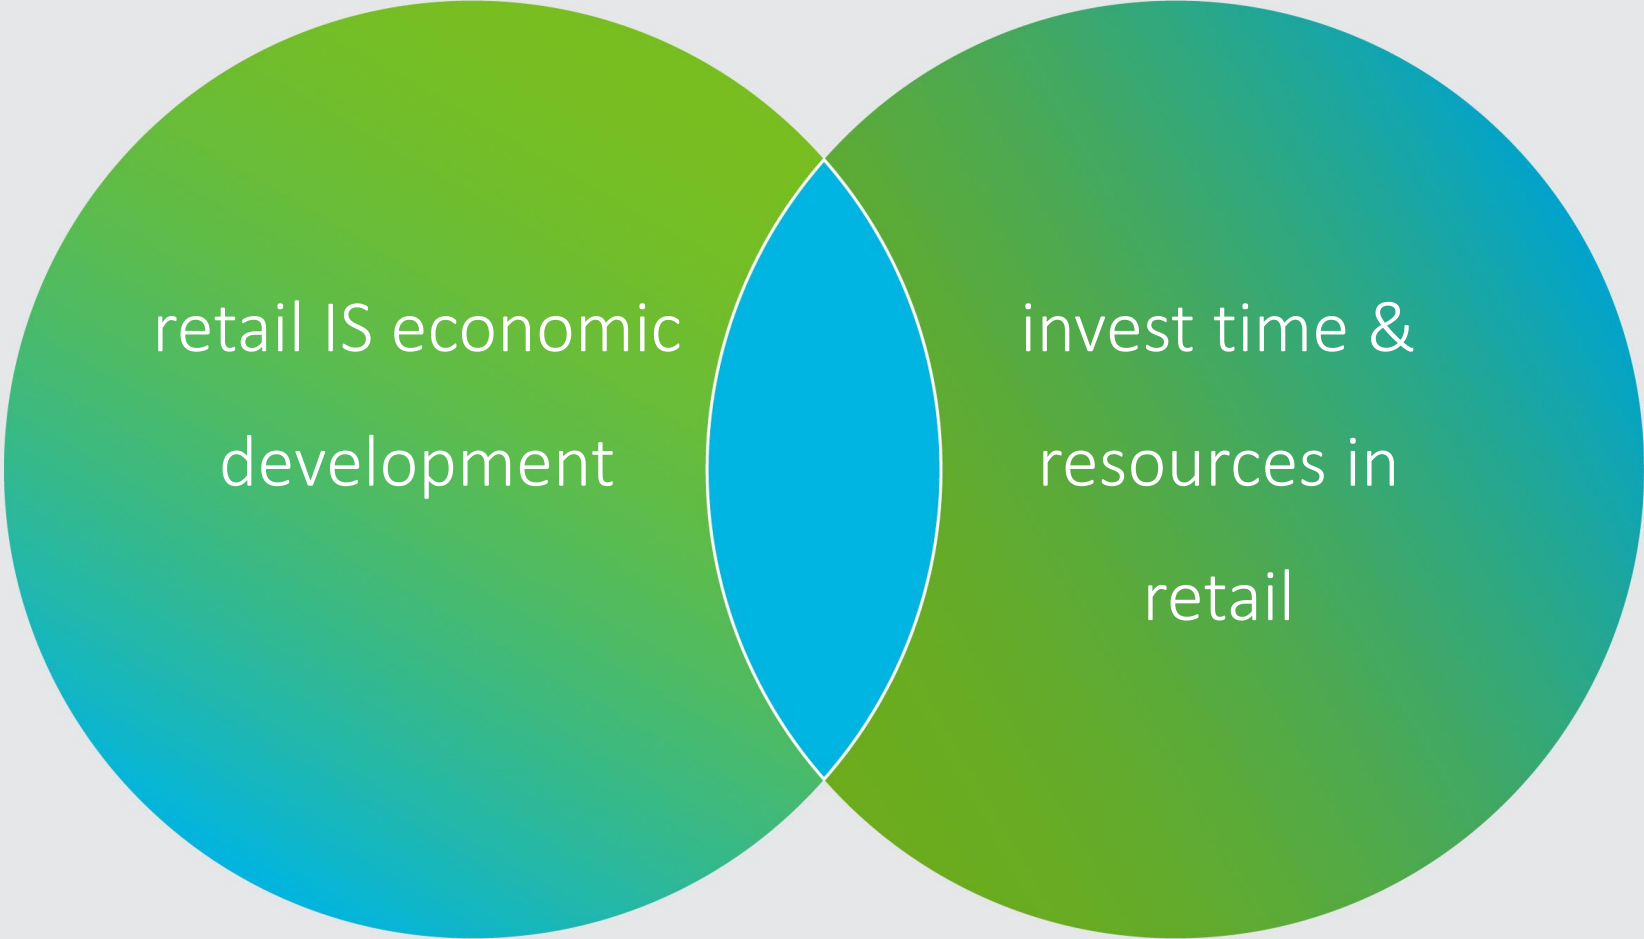 retail IS economic
development
invest time &
resources in
retail